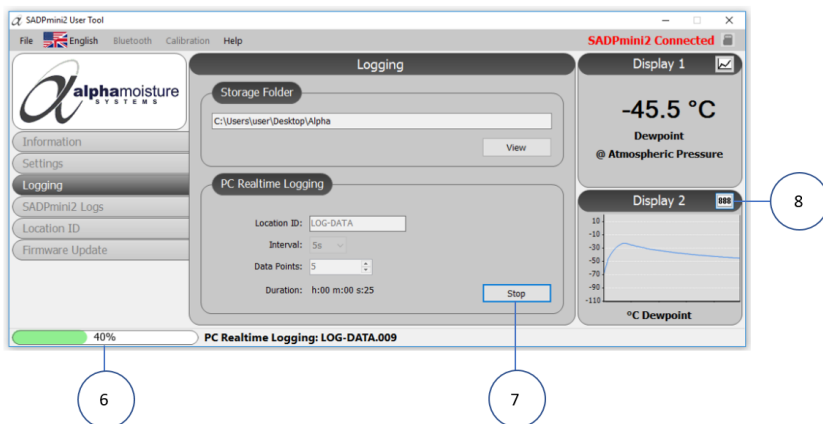 SADPmini2 User Tool
File English Bluetooth Calibration Help SADPmini2 Connected
alphamoisture
SYSTEMS
Information
Settings
Logging
SADPmini2 Logs
Location ID
Firmware Update
Logging
Storage Folder
C:\Users\user\Desktop\Alpha
View
PC Realtime Logging
Location ID: LOG-DATA
Interval: 5s
Data Points: 5
Duration: h:00 m:00 s:25
Stop
Display 1
-45.5 °C
Dewpoint
@ Atmospheric Pressure
Display 2 888
10
-10
-30
-50
-70
-90
-110
°C Dewpoint
40% PC Realtime Logging: LOG-DATA.009
6
7
8